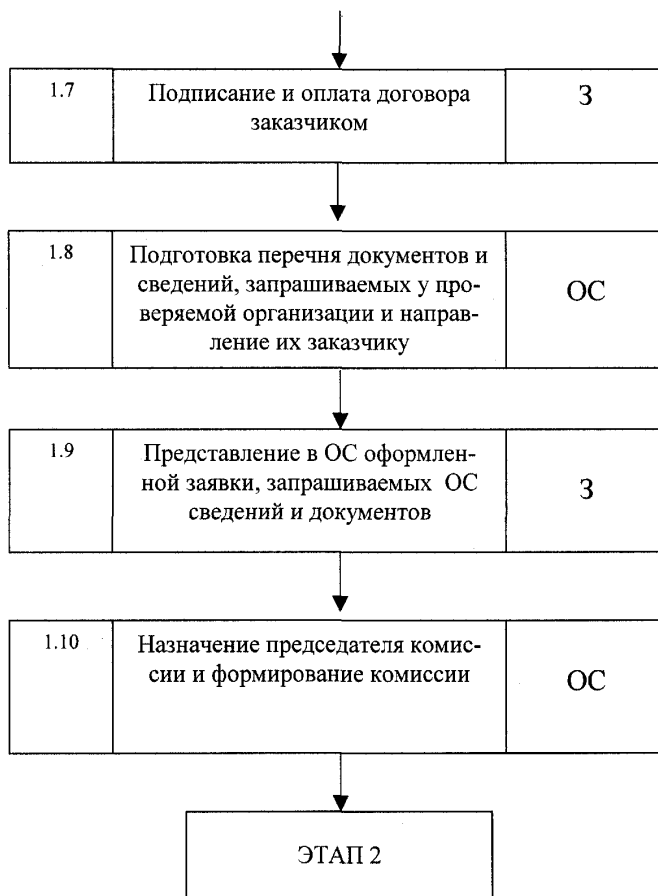 1.7
Подписание и оплата договора
заказчиком
З
1.8
Подготовка перечня документов и
сведений, запрашиваемых у про-
веряемой организации и направ-
ление их заказчику
ОС
1.9
Представление в ОС оформлен-
ной заявки, запрашиваемых ОС
сведений и документов
З
1.10
Назначение председателя комис-
сии и формирование комиссии
ОС
ЭТАП 2